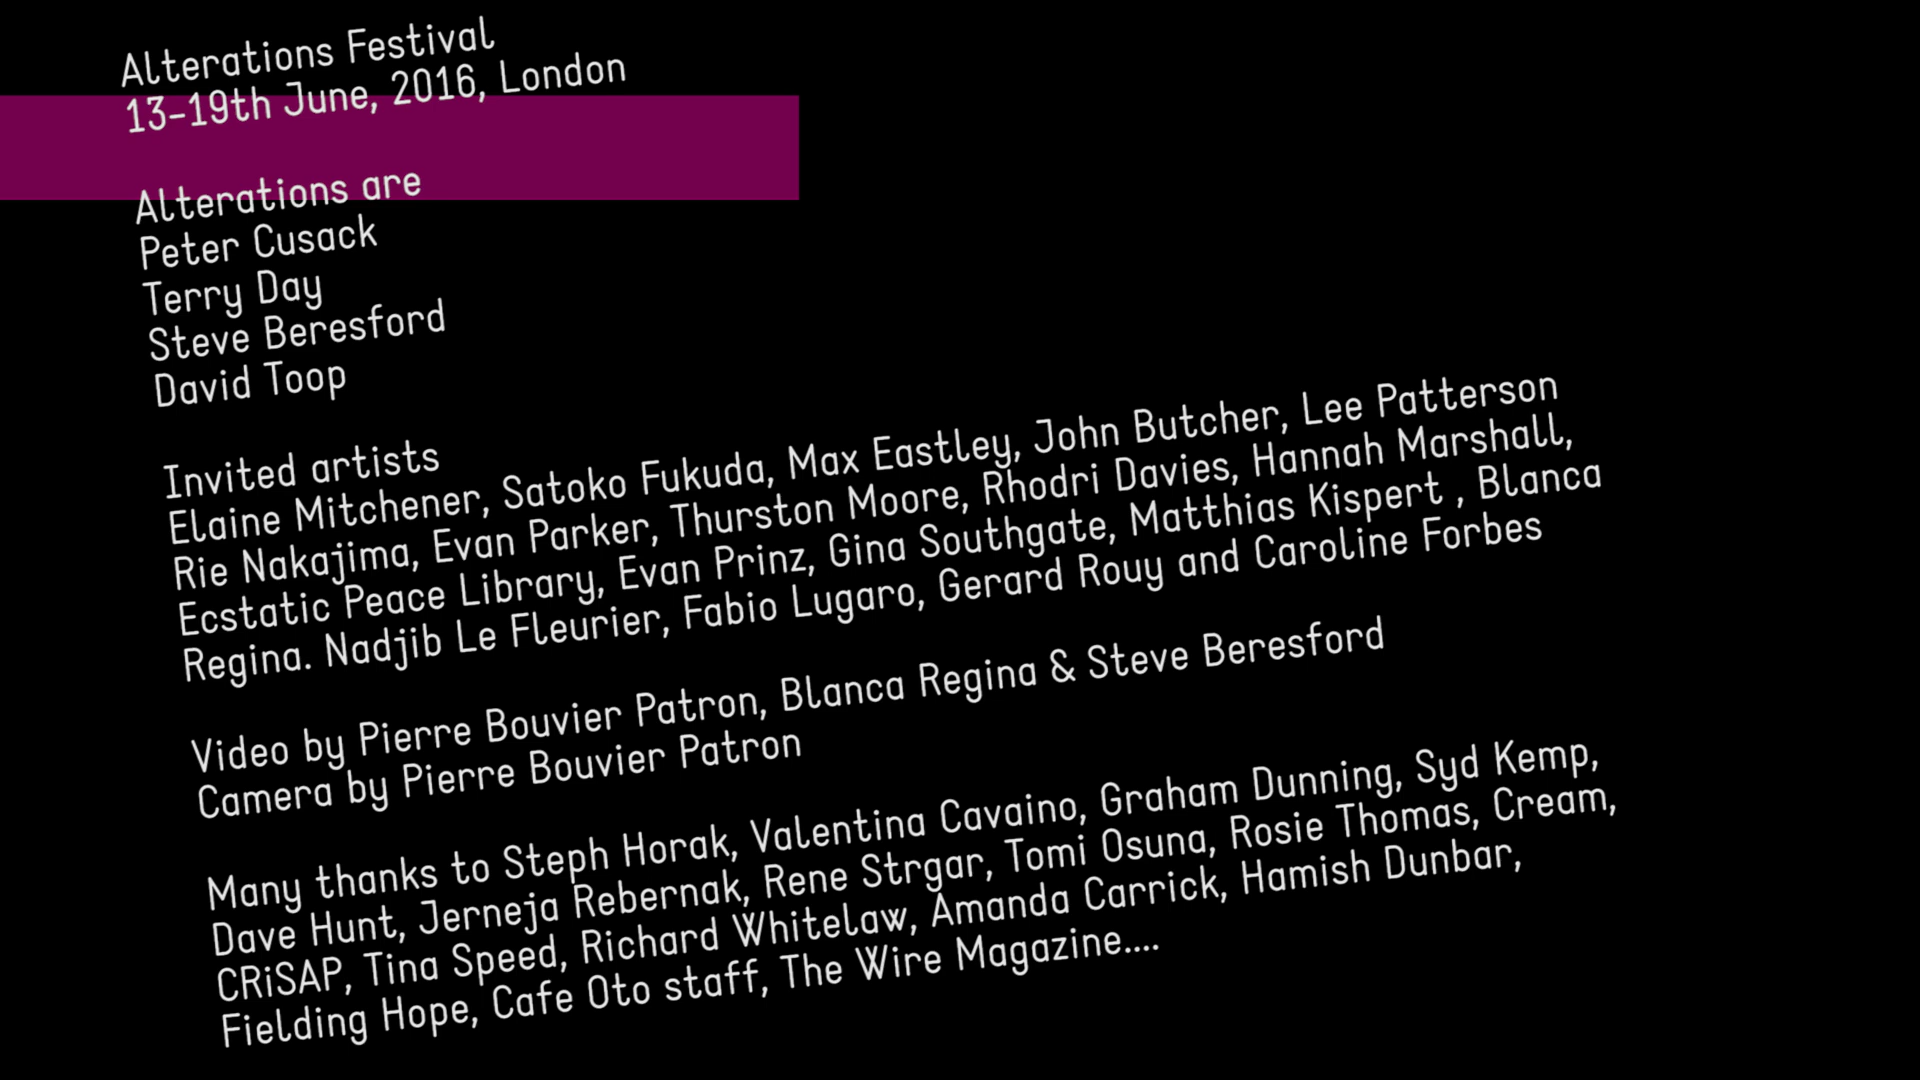 Alterations Festival
13-19th June, 2016, London
Alterations are
Peter Cusack
Terry Day
Steve Beresford
David Toop
Invited artists
Elaine Mitchener, Satoko Fukuda, Max Eastley, John Butcher, Lee Patterson
Rie Nakajima, Evan Parker, Thurston Moore, Rhodri Davies, Hannah Marshall,
Ecstatic Peace Library, Evan Prinz, Gina Southgate, Matthias Kispert , Blanca
Regina. Nadjib Le Fleurier, Fabio Lugaro, Gerard Rouy and Caroline Forbes
Video by Pierre Bouvier Patron, Blanca Regina & Steve Beresford
Camera by Pierre Bouvier Patron
Many thanks to Steph Horak, Valentina Cavaino, Graham Dunning, Syd Kemp,
Dave Hunt, Jerneja Rebernak, Rene Strgar, Tomi Osuna, Rosie Thomas, Cream,
CRiSAP, Tina Speed, Richard Whitelaw, Amanda Carrick, Hamish Dunbar,
Fielding Hope, Cafe Oto staff, The Wire Magazine....